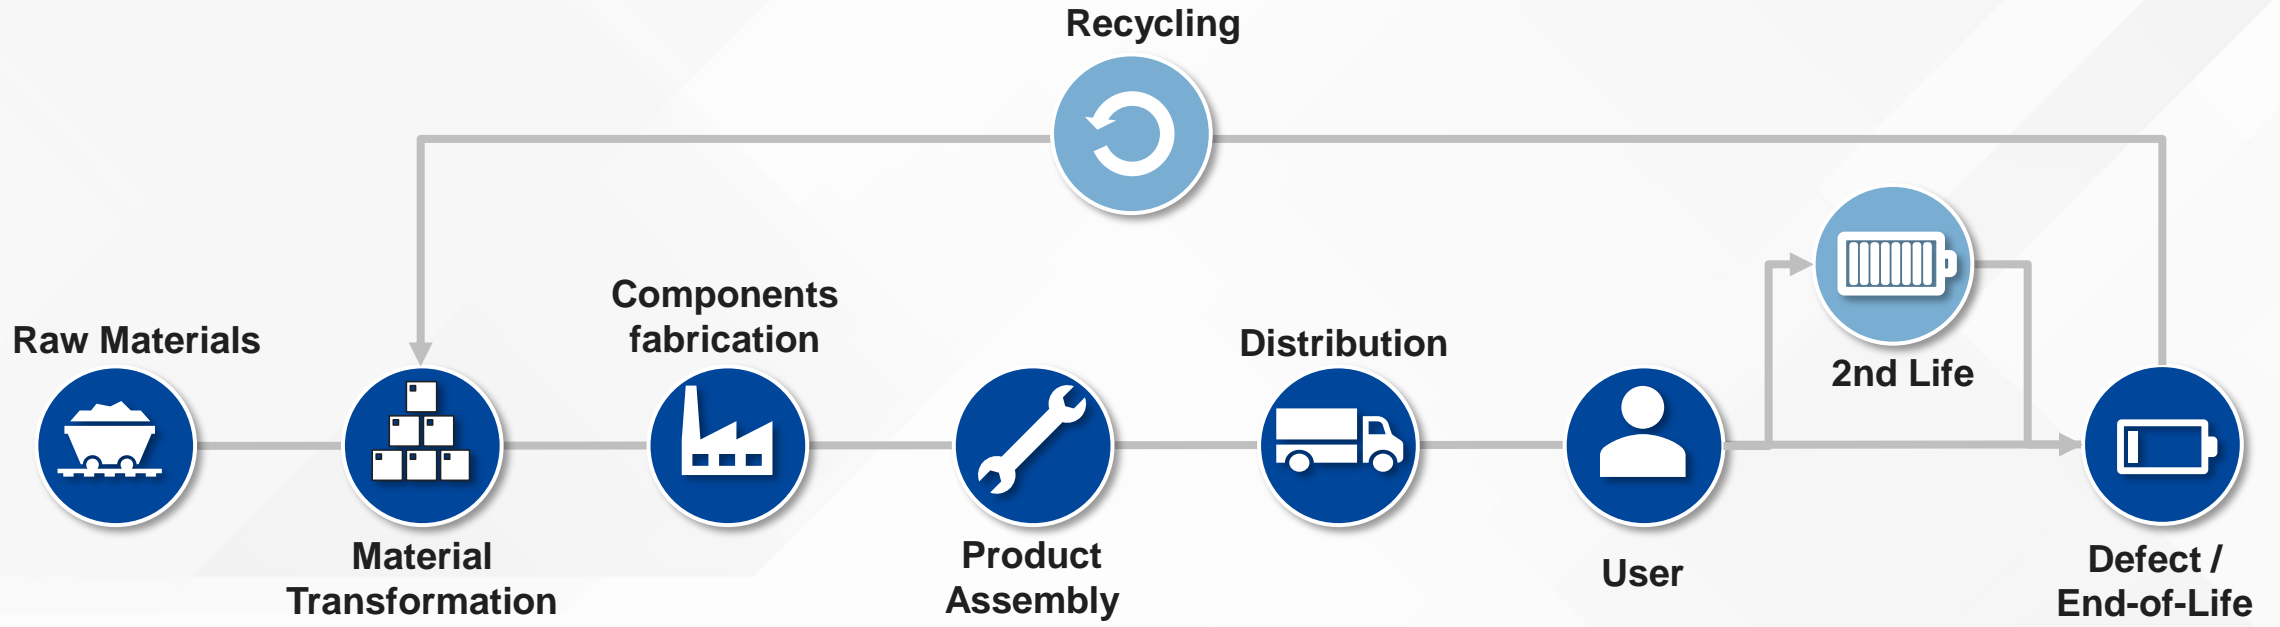 Recycling
Raw Materials
Components
fabrication
Distribution
2nd Life
Material
Transformation
Product
Assembly
User
Defect /
End-of-Life